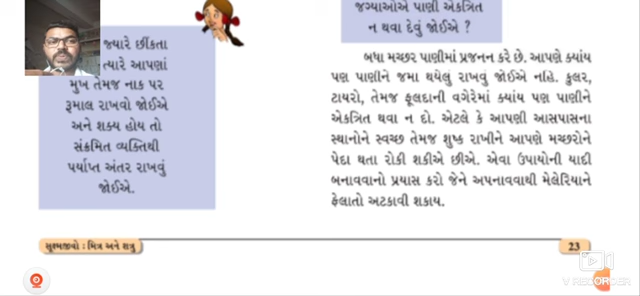 જ્યારે છીંકતા
ત્યારે આપણાં
મુખ તેમજ નાક પર
રૂમાલ રાખવો જોઈએ
અને શક્ય હોય તો
સંક્રમિત વ્યક્તિથી
પર્યાપ્ત અંતર રાખવું
જોઈએ.
જગ્યાઓએ પાણી એકત્રિત
ન થવા દેવું જોઈએ ?
બધા મચ્છર પાણીમાં પ્રજનન કરે છે. આપણે ક્યાંય
પણ પાણીને જમા થયેલું રાખવું જોઈએ નહિ. કુલર,
ટાયરો, તેમજ ફૂલદાની વગેરેમાં ક્યાંય પણ પાણીને
એકત્રિત થવા ન દો. એટલે કે આપણી આસપાસના
સ્થાનોને સ્વચ્છ તેમજ શુષ્ક રાખીને આપણે મચ્છરોને
પેદા થતા રોકી શકીએ છીએ. એવા ઉપાયોની યાદી
બનાવવાનો પ્રયાસ કરો જેને અપનાવવાથી મેલેરિયાને
ફેલાતો અટકાવી શકાય.
સૂક્ષ્મજીવો : મિત્ર અને શત્રુ
23
V RECORDER